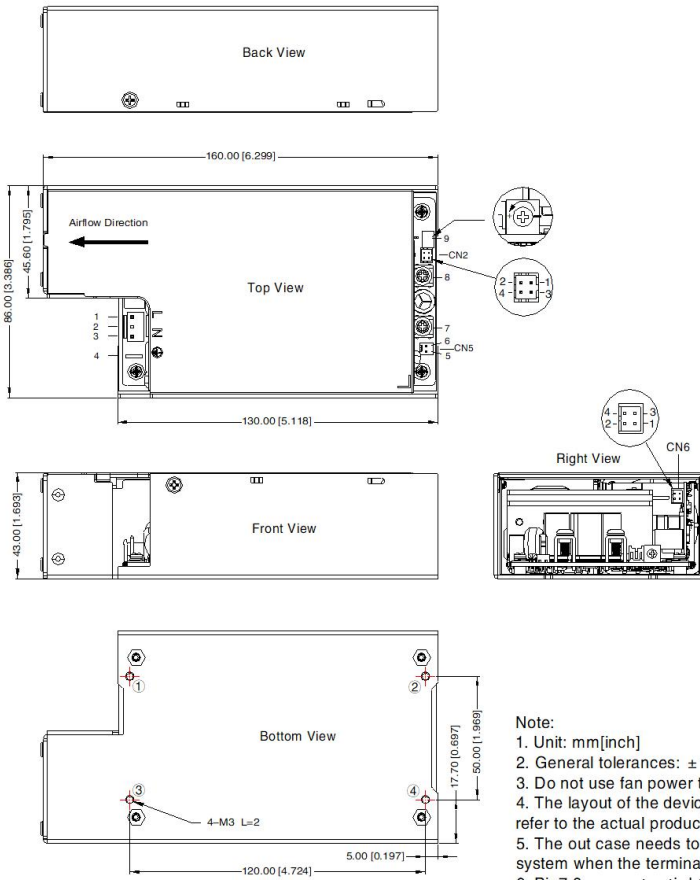 Back View
160.00 [6.299]
86.00 [3.386]
45.60 [1.795]
Airflow Direction
Top View
1
2
3
4
L
N
9
CN2
8
7
6
CN5
5
2 1
4 3
130.00 [5.118]
4 3
2 1
CN6
Right View
43.00 [1.693]
Front View
①
②
Bottom View
③
④
4-M3 L=2
17.70 [0.697]
50.00 [1.969]
5.00 [0.197]
120.00 [4.724]
Note:
1. Unit: mm[inch]
2. General tolerances: ±
3. Do not use fan power
4. The layout of the
refer to the actual
5. The out case needs to
system when the